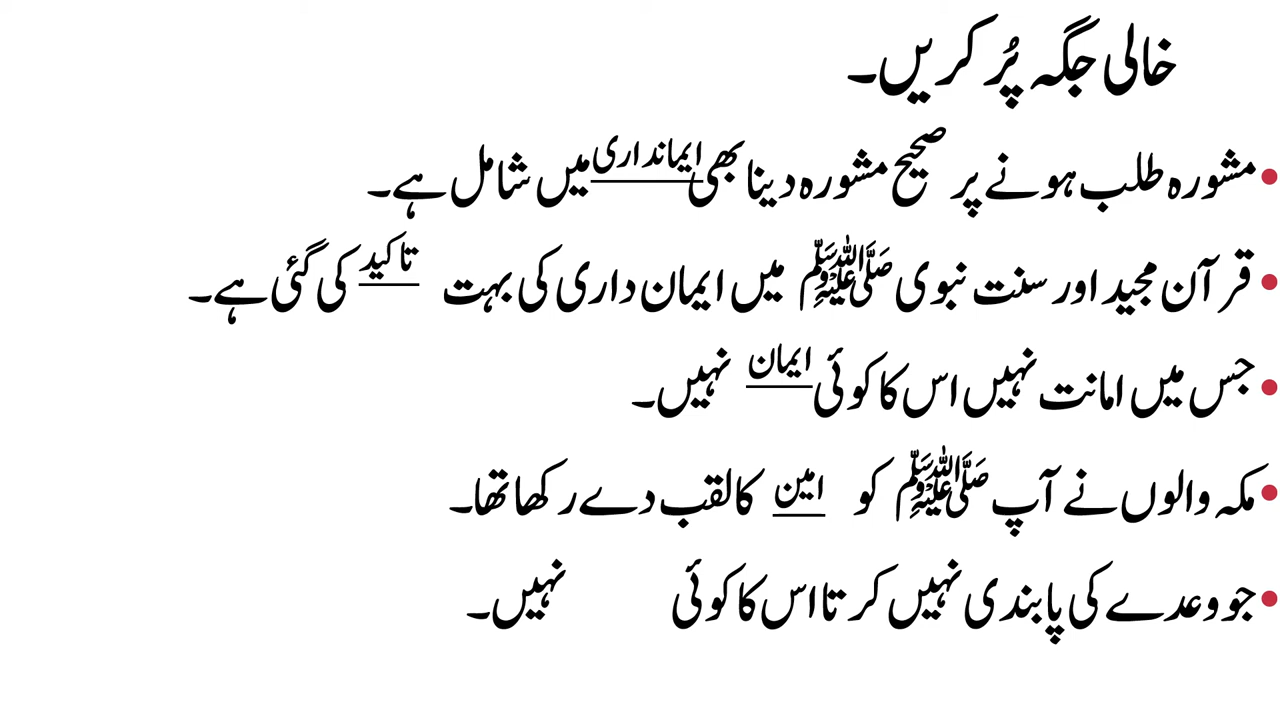 خالی جگہ پُر کریں۔
• مشورہ طلب ہونے پر صحیح مشورہ دینا بھی ایمانداری میں شامل ہے۔
• قرآن مجید اور سنت نبوی ﷺ میں ایمان داری کی بہت تاکید کی گئی ہے۔
• جس میں امانت نہیں اس کا کوئی ایمان نہیں۔
• مکہ والوں نے آپ ﷺ کو امین کا لقب دے رکھا تھا۔
• جو وعدے کی پابندی نہیں کرتا اس کا کوئی نہیں۔